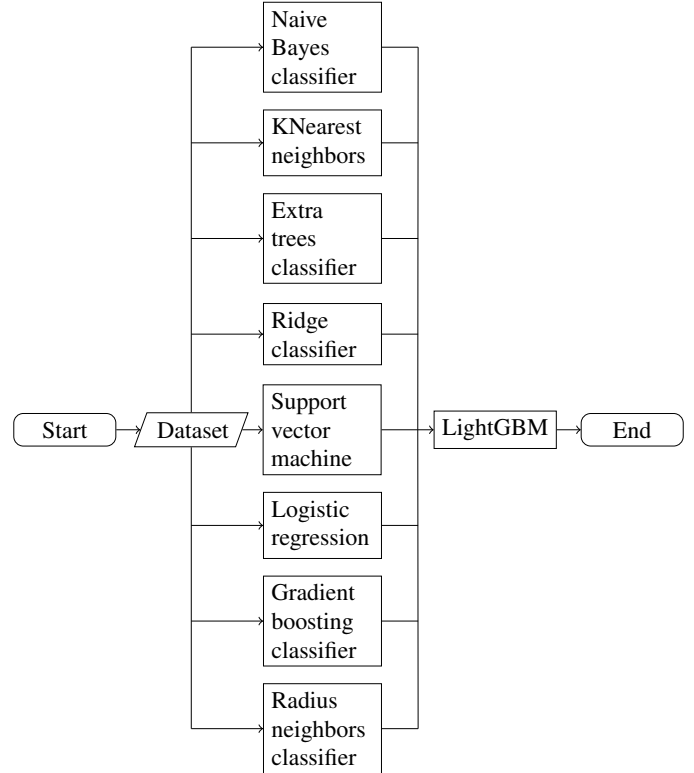 Naive
Bayes
classifier
KNearest
neighbors
Extra
trees
classifier
Ridge
classifier
Start
Dataset
Support
vector
machine
LightGBM
End
Logistic
regression
Gradient
boosting
classifier
Radius
neighbors
classifier